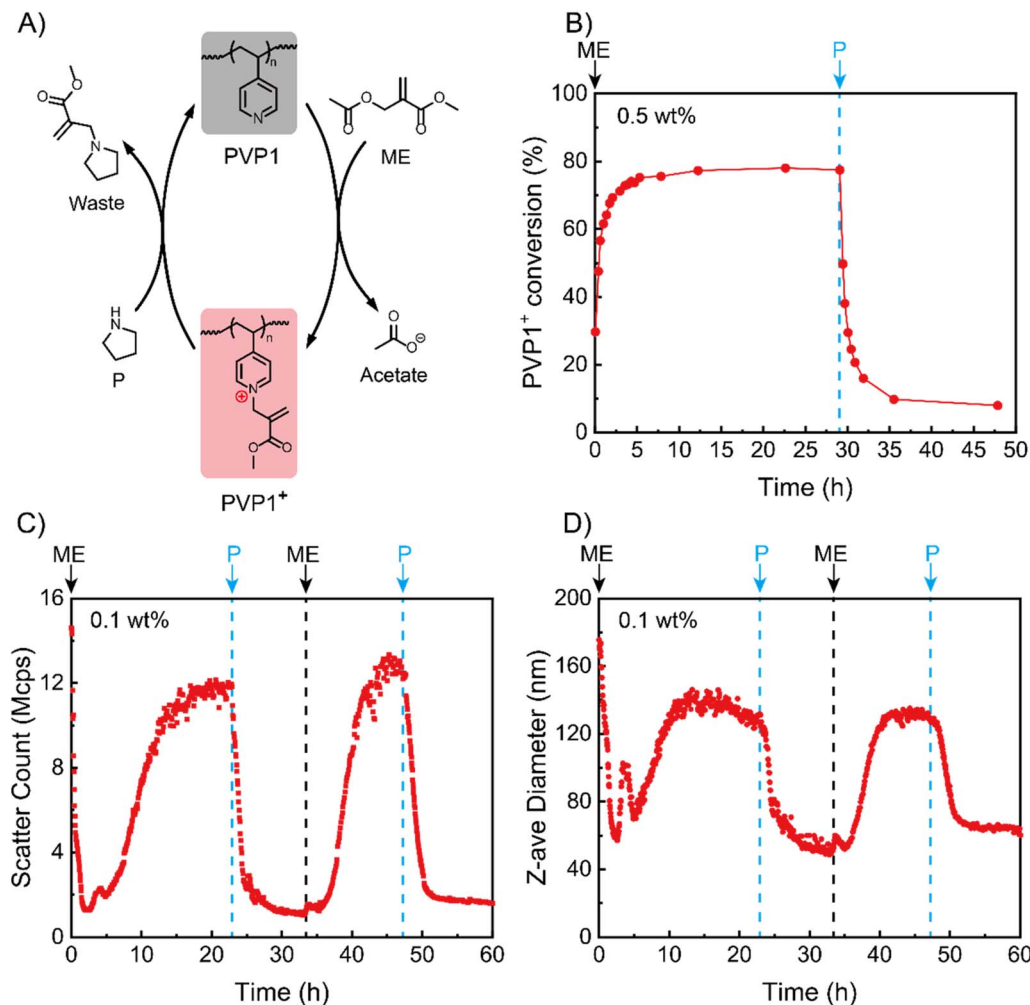 A)
O
O
Waste
N
H
N
P
( )n
N
PVP1
O
O
O
O
ME
( )n
N
⊕
O
O
PVP1+
O
O⊖
Acetate
B)
ME
P
0.5 wt%
PVP1+ conversion (%)
100
80
60
40
20
0
0 5 10 15 20 25 30 35 40 45 50
Time (h)
C)
ME P ME P
0.1 wt%
Scatter Count (Mcps)
16
12
8
4
0
0 10 20 30 40 50 60
Time (h)
D)
ME P ME P
0.1 wt%
Z-ave Diameter (nm)
200
160
120
80
40
0
0 10 20 30 40 50 60
Time (h)